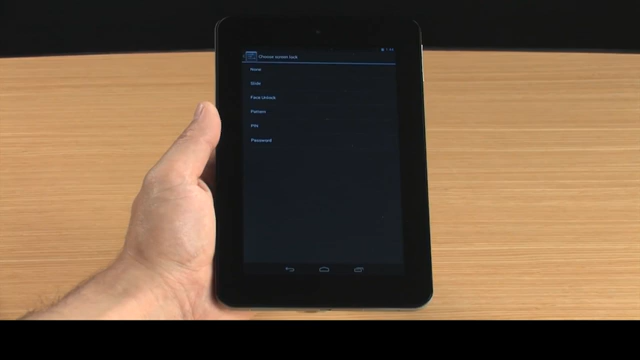 Choose screen lock
None
Slide
Face Unlock
Pattern
PIN
Password